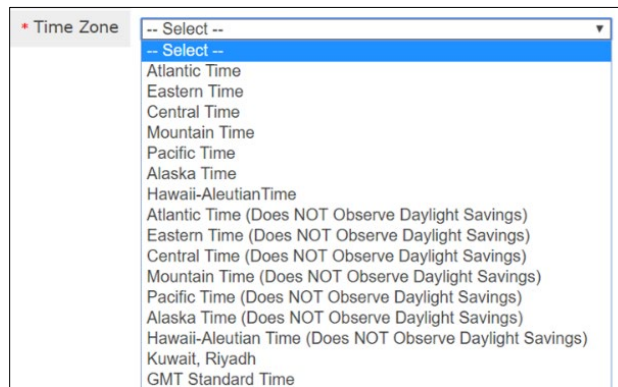 * Time Zone
-- Select --
-- Select --
Atlantic Time
Eastern Time
Central Time
Mountain Time
Pacific Time
Alaska Time
Hawaii-AleutianTime
Atlantic Time (Does NOT Observe Daylight Savings)
Eastern Time (Does NOT Observe Daylight Savings)
Central Time (Does NOT Observe Daylight Savings)
Mountain Time (Does NOT Observe Daylight Savings)
Pacific Time (Does NOT Observe Daylight Savings)
Alaska Time (Does NOT Observe Daylight Savings)
Hawaii-Aleutian Time (Does NOT Observe Daylight Savings)
Kuwait, Riyadh
GMT Standard Time